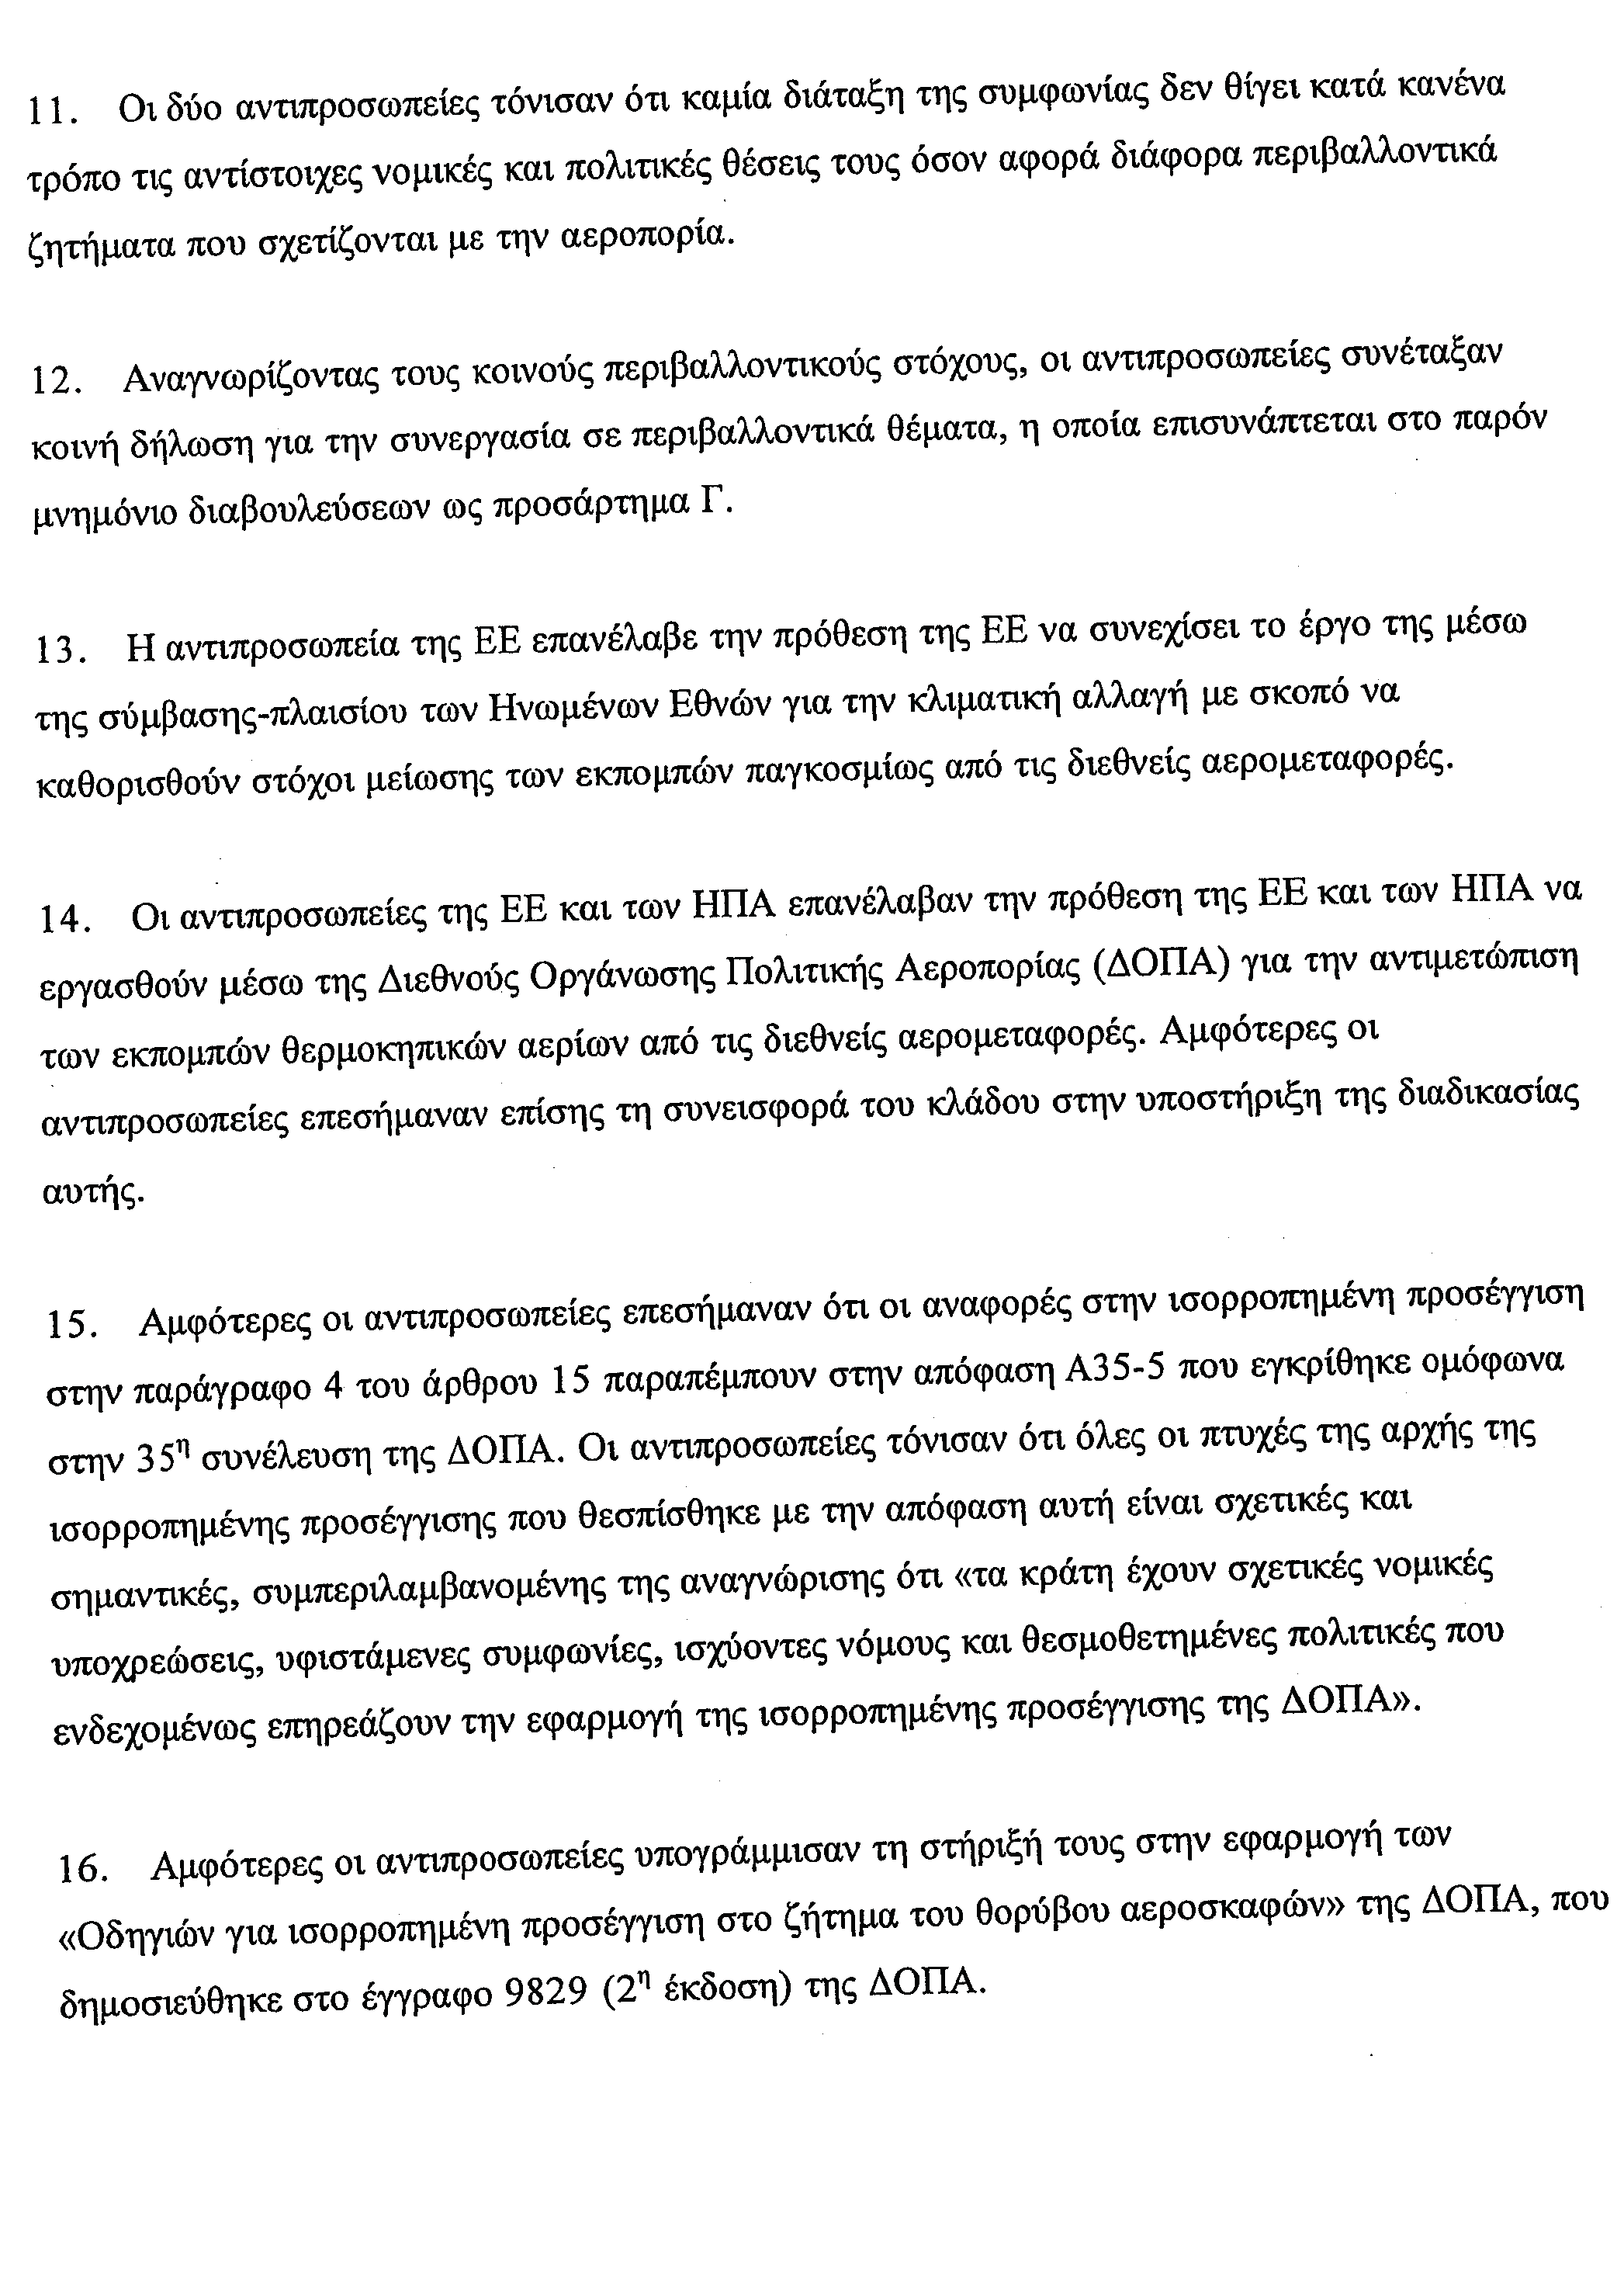 11. Οι δύο αντιπροσωπείες τόνισαν ότι καμία διάταξη της συμφωνίας δεν θίγει κατά κανένα
τρόπο τις αντίστοιχες νομικές και πολιτικές θέσεις τους όσον αφορά διάφορα περιβαλλοντικά
ζητήματα που σχετίζονται με την αεροπορία.
12. Αναγνωρίζοντας τους κοινούς περιβαλλοντικούς στόχους, οι αντιπροσωπείες συνέταξαν
κοινή δήλωση για την συνεργασία σε περιβαλλοντικά θέματα, η οποία επισυνάπτεται στο παρόν
μνημόνιο διαβουλεύσεων ως προσάρτημα Γ.
13. Η αντιπροσωπεία της ΕΕ επανέλαβε την πρόθεση της ΕΕ να συνεχίσει το έργο της μέσω
της σύμβασης-πλαισίου των Ηνωμένων Εθνών για την κλιματική αλλαγή με σκοπό να
καθορισθούν στόχοι μείωσης των εκπομπών παγκοσμίως από τις διεθνείς αερομεταφορές.
14. Οι αντιπροσωπείες της ΕΕ και των ΗΠΑ επανέλαβαν την πρόθεση της ΕΕ και των ΗΠΑ να
εργασθούν μέσω της Διεθνούς Οργάνωσης Πολιτικής Αεροπορίας (ΔΟΠΑ) για την αντιμετώπιση
των εκπομπών θερμοκηπικών αερίων από τις διεθνείς αερομεταφορές. Αμφότερες οι
αντιπροσωπείες επεσήμαναν επίσης τη συνεισφορά του κλάδου στην υποστήριξη της διαδικασίας
αυτής.
15. Αμφότερες οι αντιπροσωπείες επεσήμαναν ότι οι αναφορές στην ισορροπημένη προσέγγιση
στην παράγραφο 4 του άρθρου 15 παραπέμπουν στην απόφαση Α35-5 που εγκρίθηκε ομόφωνα
στην 35η συνέλευση της ΔΟΠΑ. Οι αντιπροσωπείες τόνισαν ότι όλες οι πτυχές της αρχής της
ισορροπημένης προσέγγισης που θεσπίσθηκε με την απόφαση αυτή είναι σχετικές και
σημαντικές, συμπεριλαμβανομένης της αναγνώρισης ότι «τα κράτη έχουν σχετικές νομικές
υποχρεώσεις, υφιστάμενες συμφωνίες, ισχύοντες νόμους και θεσμοθετημένες πολιτικές που
ενδεχομένως επηρεάζουν την εφαρμογή της ισορροπημένης προσέγγισης της ΔΟΠΑ».
16. Αμφότερες οι αντιπροσωπείες υπογράμμισαν τη στήριξή τους στην εφαρμογή των
«Οδηγιών για ισορροπημένη προσέγγιση στο ζήτημα του θορύβου αεροσκαφών» της ΔΟΠΑ, που
δημοσιεύθηκε στο έγγραφο 9829 (2η έκδοση) της ΔΟΠΑ.